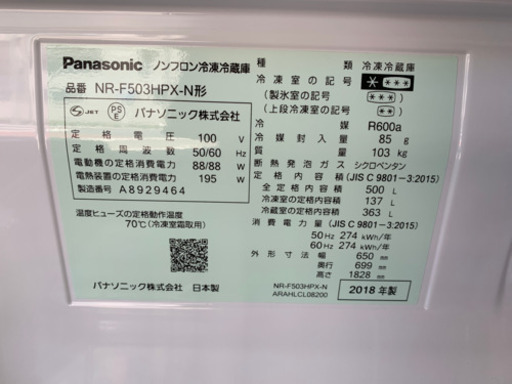 Panasonic ノンフロン冷凍冷蔵庫
品番 NR-F503HPX-N形
JET PS E パナソニック株式会社
定格電圧 100 V
定格周波数 50/60 Hz
電動機の定格消費電力 88/88 W
電熱装置の定格消費電力 195 W
製造番号 A8929464
温度ヒューズの定格動作温度
70℃(冷凍室霜取用)
パナソニック株式会社 日本製
種類 冷凍冷蔵庫
冷凍室の記号 ****
(製氷室の記号 ***)
(上段冷凍室の記号 **)
冷媒 R600a
冷媒封入量 85 g
質量 103 kg
断熱発泡ガス シクロペンタン
定格内容積(JIS C 9801-3:2015)
全定格内容積 500 L
冷凍室の定格内容積 137 L
冷蔵室の定格内容積 363 L
消費電力量(JIS C 9801-3:2015)
50Hz 274 kWh/年
60Hz 274 kWh/年
外形寸法 幅 650 mm
奥行 699 mm
高さ 1828 mm
NR-F503HPX-N
ARAHLCL08200
2018年製